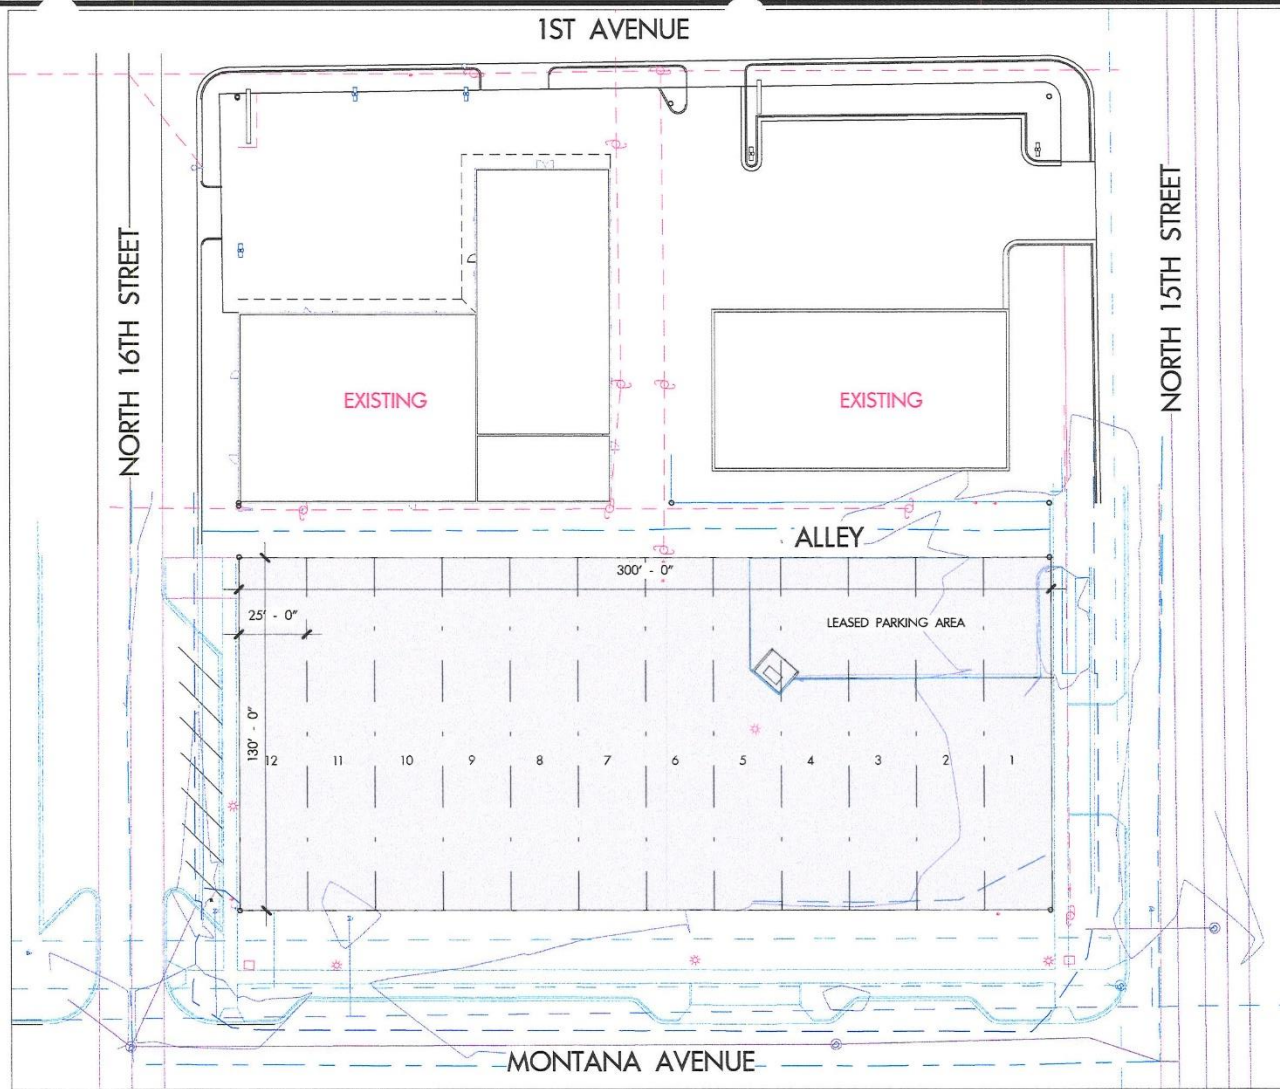 1ST AVENUE
NORTH 16TH STREET
NORTH 15TH STREET
EXISTING
EXISTING
ALLEY
300' - 0"
25' - 0"
LEASED PARKING AREA
130' - 0"
12 11 10 9 8 7 6 5 4 3 2 1
MONTANA AVENUE